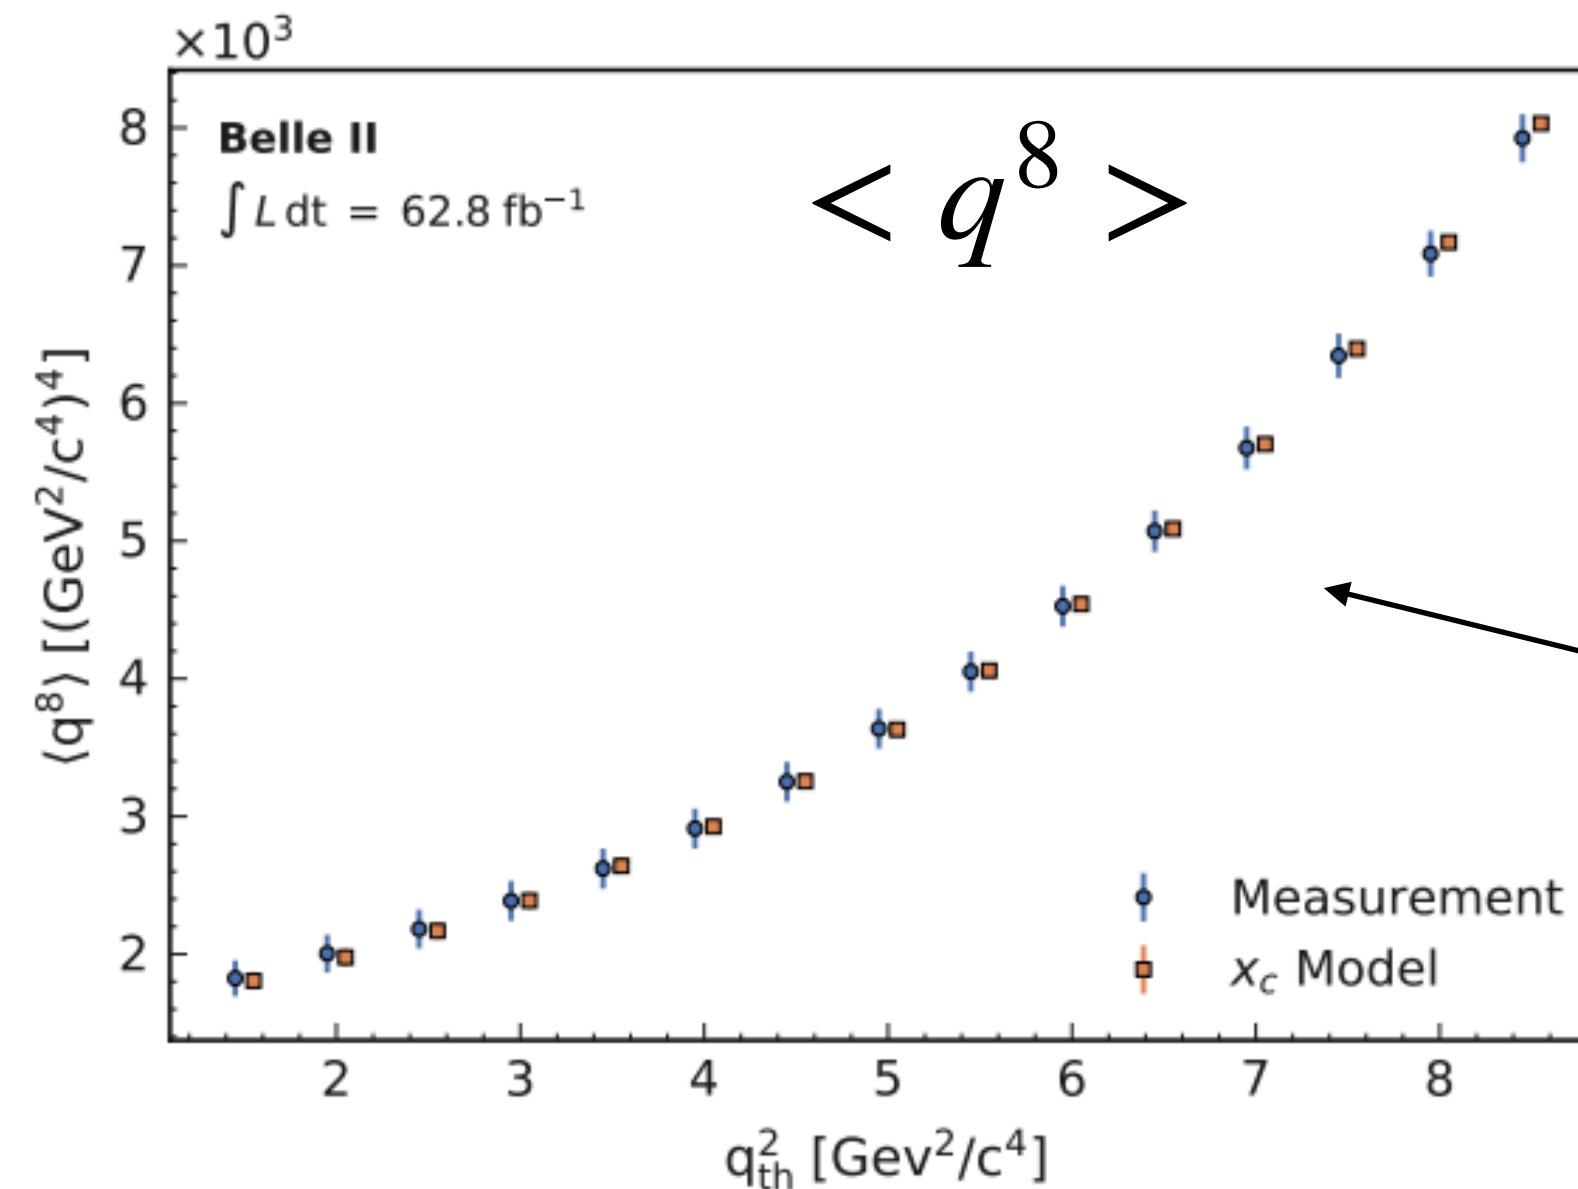 ×10³
8
7
6
5
4
3
2
⟨q⁸⟩ [(GeV²/c⁴)⁴]
Belle II
∫ L dt = 62.8 fb⁻¹
< q⁸ >
Measurement
x_c Model
2 3 4 5 6 7 8
q²_th [Gev²/c⁴]